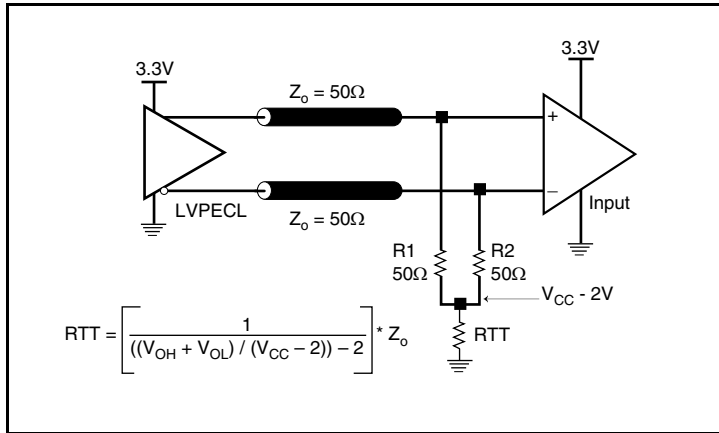 3.3V
3.3V
Zo = 50Ω
+
LVPECL
–
Input
Zo = 50Ω
R1
50Ω
R2
50Ω
VCC - 2V
RTT = [1 / (((VOH + VOL) / (VCC – 2)) – 2)] * Zo
RTT